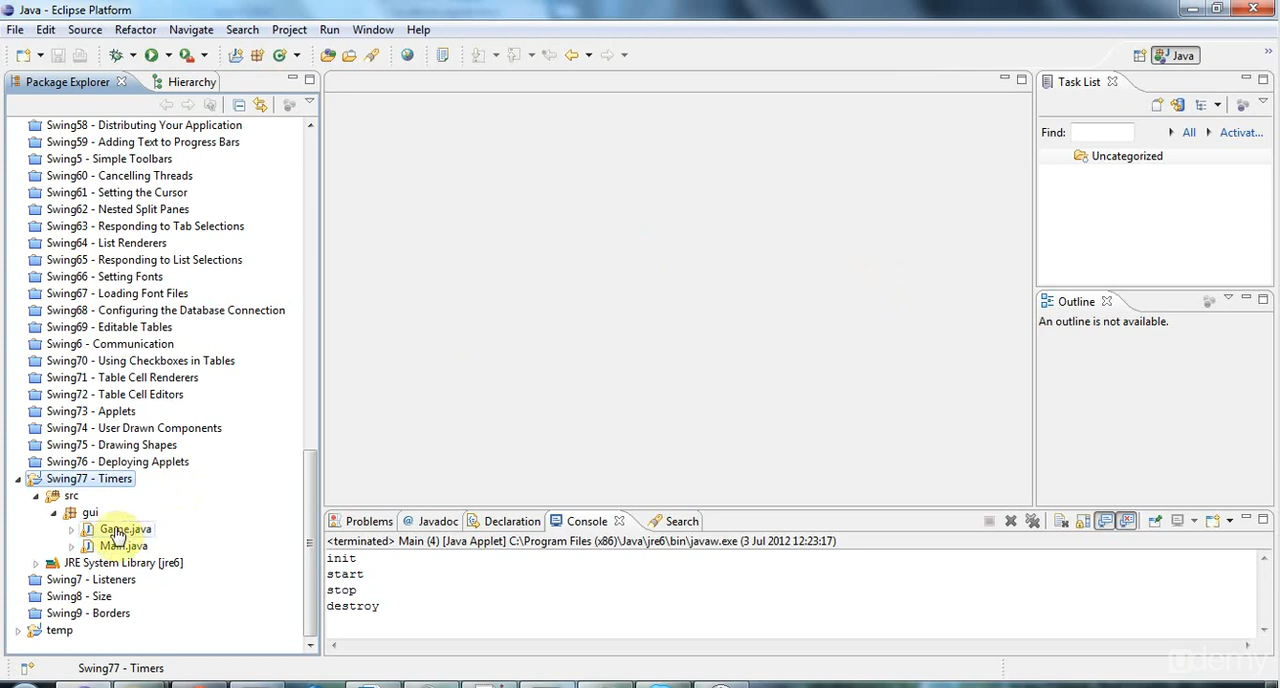 Java - Eclipse Platform
File Edit Source Refactor Navigate Search Project Run Window Help
Java
Package Explorer
Hierarchy
Swing58 - Distributing Your Application
Swing59 - Adding Text to Progress Bars
Swing5 - Simple Toolbars
Swing60 - Cancelling Threads
Swing61 - Setting the Cursor
Swing62 - Nested Split Panes
Swing63 - Responding to Tab Selections
Swing64 - List Renderers
Swing65 - Responding to List Selections
Swing66 - Setting Fonts
Swing67 - Loading Font Files
Swing68 - Configuring the Database Connection
Swing69 - Editable Tables
Swing6 - Communication
Swing70 - Using Checkboxes in Tables
Swing71 - Table Cell Renderers
Swing72 - Table Cell Editors
Swing73 - Applets
Swing74 - User Drawn Components
Swing75 - Drawing Shapes
Swing76 - Deploying Applets
Swing77 - Timers
src
gui
Game.java
Main.java
JRE System Library [jre6]
Swing7 - Listeners
Swing8 - Size
Swing9 - Borders
temp
Task List
Find: All Activat...
Uncategorized
Outline
An outline is not available.
Problems @ Javadoc Declaration Console Search
<terminated> Main (4) [Java Applet] C:\Program Files (x86)\Java\jre6\bin\javaw.exe (3 Jul 2012 12:23:17)
init
start
stop
destroy
Swing77 - Timers
udemy